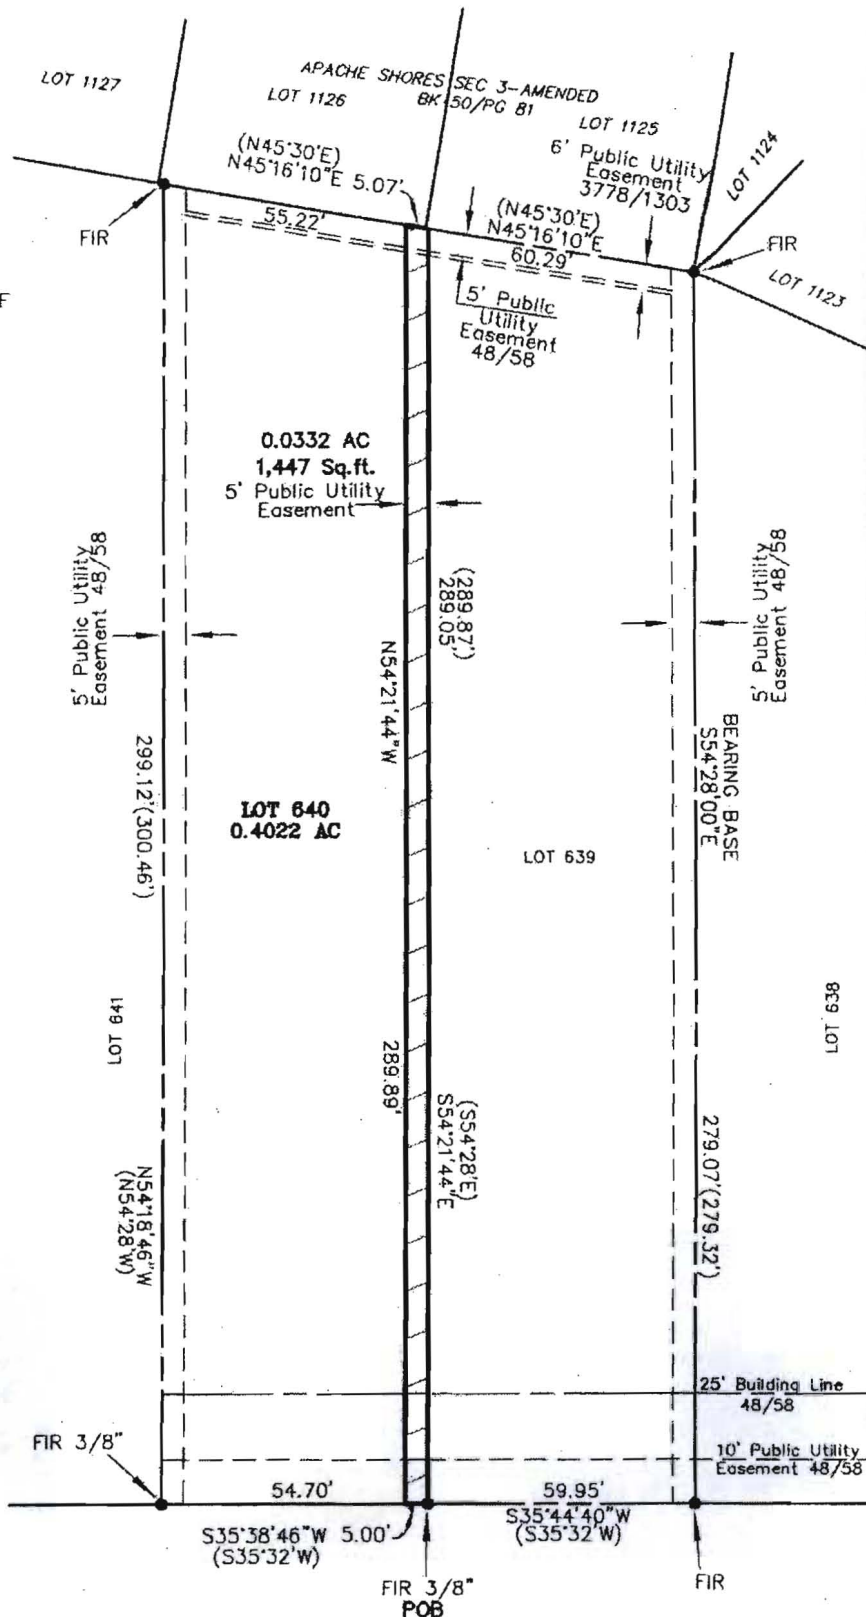 LOT 1127
APACHE SHORES SEC 3-AMENDED
BK 50/PG 81
LOT 1126
LOT 1125
LOT 1124
LOT 1123
(N45°30'E)
N45°16'10"E 5.07'
55.22'
6' Public Utility
Easement
3778/1303
(N45°30'E)
N45°16'10"E
60.29'
FIR
FIR
F
5' Public
Utility
Easement
48/58
0.0332 AC
1,447 Sq.ft.
5' Public Utility
Easement
5' Public Utility
Easement 48/58
5' Public Utility
Easement 48/58
(289.87')
289.05'
N54°21'44"W
BEARING BASE
S54°28'00"E
299.12'(300.46')
LOT 640
0.4022 AC
LOT 639
LOT 641
LOT 638
289.89'
(S54°28'E)
S54°21'44"E
279.07'(279.32')
N54°18'46"W
(N54°28'W)
25' Building Line
48/58
10' Public Utility
Easement 48/58
FIR 3/8"
54.70'
59.95'
S35°38'46"W 5.00'
(S35°32'W)
S35°44'40"W
(S35°32'W)
FIR 3/8"
POB
FIR